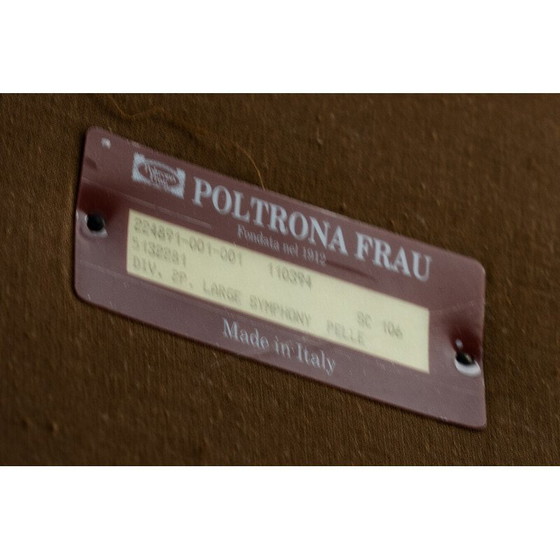 POLTRONA FRAU
Fondata nel 1912
224891-001-001 110394
5132281 SC 106
DIV. 2P. LARGE SYMPHONY PELLE
Made in Italy